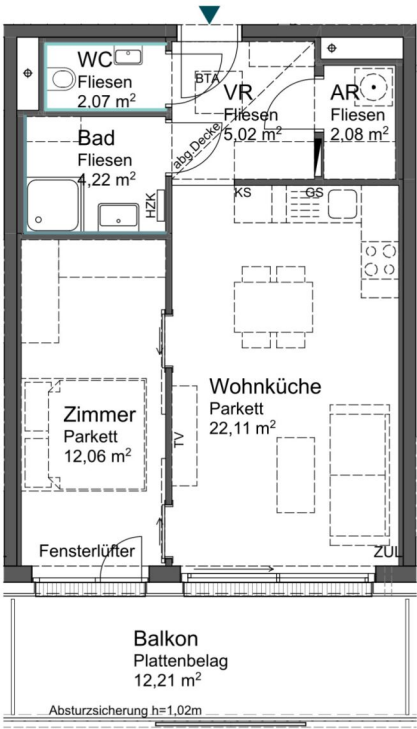 WC
Fliesen
2.07 m²
BTA
VR
Fliesen
5.02 m²
AR
Fliesen
2.08 m²
Bad
Fliesen
4,22 m²
abg.Decke
HZK
KS
GS
Wohnküche
Parkett
22,11 m²
Zimmer
Parkett
12,06 m²
TV
Fensterlüfter
ZUL
Balkon
Plattenbelag
12,21 m²
Absturzsicherung h=1,02m